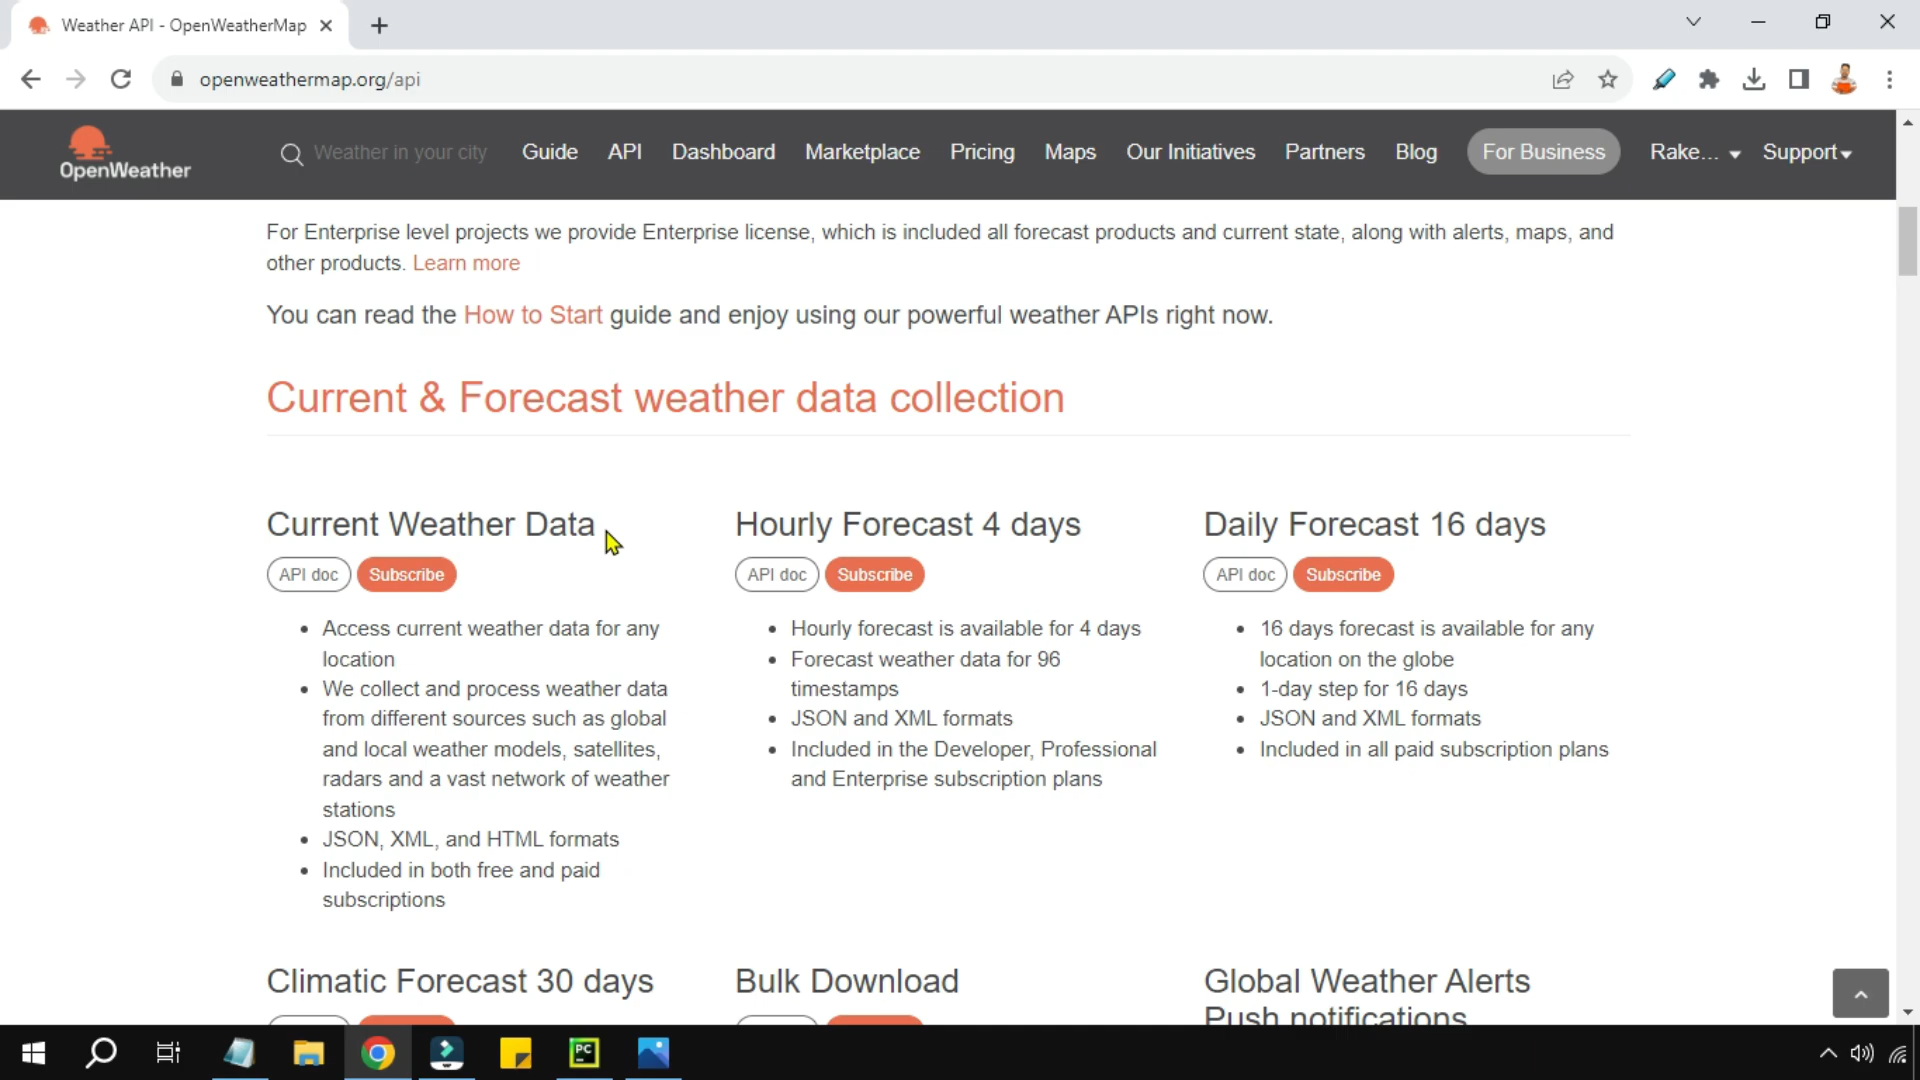 Weather API - OpenWeatherMap
openweathermap.org/api
OpenWeather
Weather in your city
Guide
API
Dashboard
Marketplace
Pricing
Maps
Our Initiatives
Partners
Blog
For Business
Rake...
Support
For Enterprise level projects we provide Enterprise license, which is included all forecast products and current state, along with alerts, maps, and
other products. Learn more
You can read the How to Start guide and enjoy using our powerful weather APIs right now.
Current & Forecast weather data collection
Current Weather Data
API doc
Subscribe
• Access current weather data for any
location
• We collect and process weather data
from different sources such as global
and local weather models, satellites,
radars and a vast network of weather
stations
• JSON, XML, and HTML formats
• Included in both free and paid
subscriptions
Hourly Forecast 4 days
API doc
Subscribe
• Hourly forecast is available for 4 days
• Forecast weather data for 96
timestamps
• JSON and XML formats
• Included in the Developer, Professional
and Enterprise subscription plans
Daily Forecast 16 days
API doc
Subscribe
• 16 days forecast is available for any
location on the globe
• 1-day step for 16 days
• JSON and XML formats
• Included in all paid subscription plans
Climatic Forecast 30 days
Bulk Download
Global Weather Alerts
Push notifications
PC